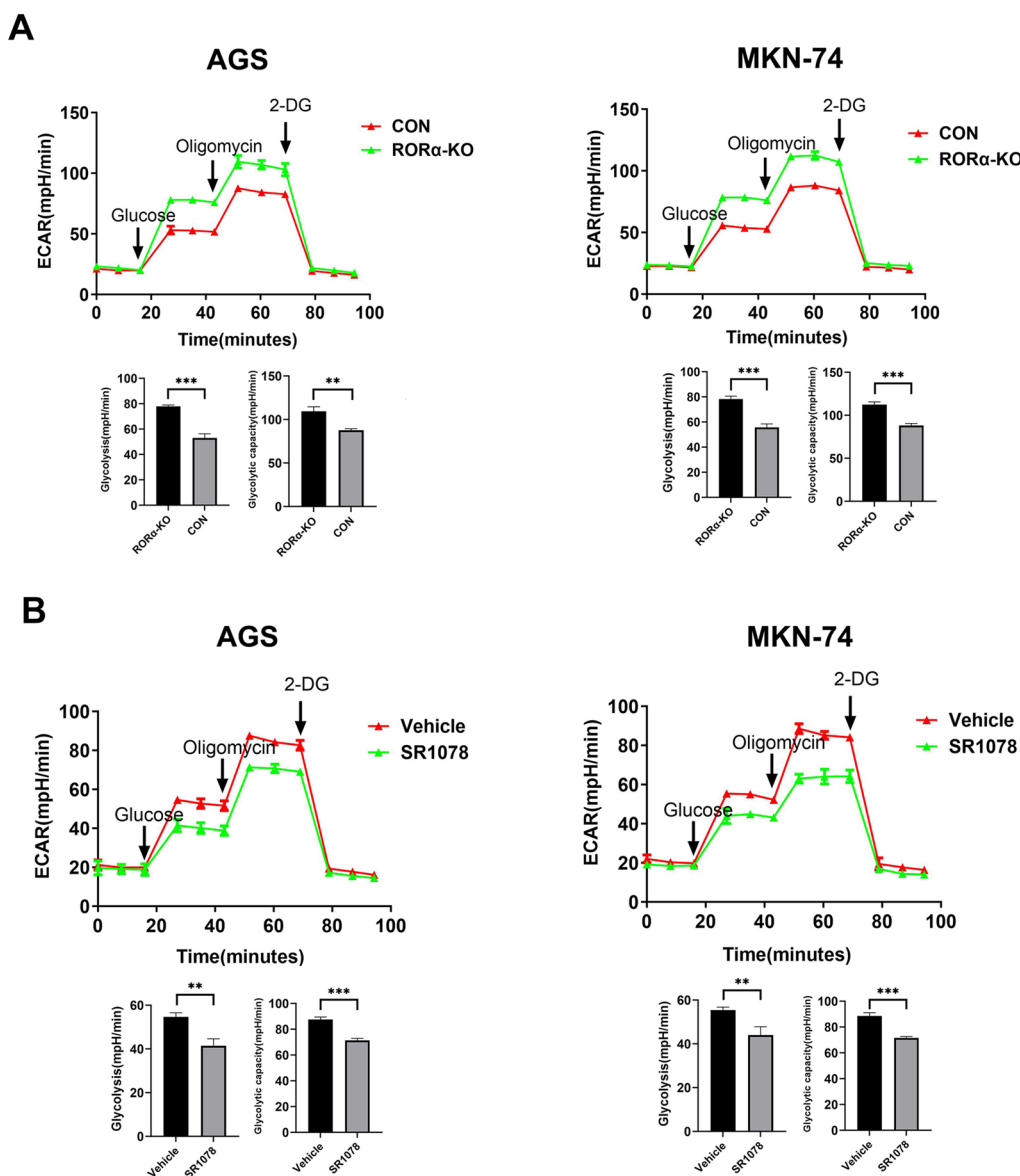 A
AGS
2-DG
CON
RORα-KO
Oligomycin
Glucose
ECAR(mpH/min)
150
100
50
0
0 20 40 60 80 100
Time(minutes)
MKN-74
2-DG
CON
RORα-KO
Oligomycin
Glucose
ECAR(mpH/min)
150
100
50
0
0 20 40 60 80 100
Time(minutes)
***
Glycolysis(mpH/min)
100
80
60
40
20
0
RORα-KO CON
**
Glycolytic capacity(mpH/min)
150
100
50
0
RORα-KO CON
***
Glycolysis(mpH/min)
100
80
60
40
20
0
RORα-KO CON
***
Glycolytic capacity(mpH/min)
150
100
50
0
RORα-KO CON
B
AGS
2-DG
Vehicle
SR1078
Oligomycin
Glucose
ECAR(mpH/min)
100
80
60
40
20
0
0 20 40 60 80 100
Time(minutes)
MKN-74
2-DG
Vehicle
SR1078
Oligomycin
Glucose
ECAR(mpH/min)
100
80
60
40
20
0
0 20 40 60 80 100
Time(minutes)
**
Glycolysis(mpH/min)
60
40
20
0
Vehicle SR1078
***
Glycolytic capacity(mpH/min)
100
80
60
40
20
0
Vehicle SR1078
**
Glycolysis(mpH/min)
60
40
20
0
Vehicle SR1078
***
Glycolytic capacity(mpH/min)
100
80
60
40
20
0
Vehicle SR1078